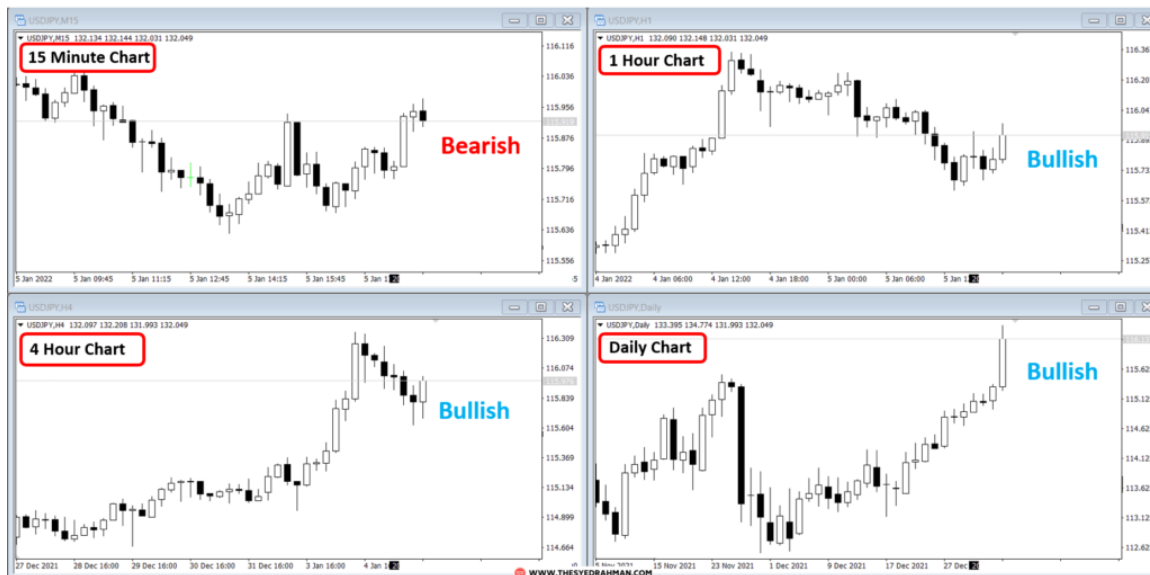 USDJPY,M15
USDJPY,M15 132.134 132.144 132.031 132.049
15 Minute Chart
Bearish
116.116
116.036
115.956
115.876
115.796
115.716
115.636
115.556
5 Jan 2022 5 Jan 09:45 5 Jan 11:15 5 Jan 12:45 5 Jan 14:15 5 Jan 15:45
USDJPY,H1
USDJPY,H1 132.090 132.148 132.031 132.049
1 Hour Chart
Bullish
116.36
116.20
116.04
115.89
115.73
115.57
115.41
115.25
4 Jan 2022 4 Jan 06:00 4 Jan 12:00 4 Jan 18:00 5 Jan 00:00 5 Jan 06:00
USDJPY,H4
USDJPY,H4 132.097 132.208 131.993 132.049
4 Hour Chart
Bullish
116.309
116.074
115.839
115.604
115.369
115.134
114.899
114.664
27 Dec 2021 28 Dec 16:00 29 Dec 16:00 30 Dec 16:00 31 Dec 16:00 3 Jan 16:00
USDJPY,Daily
USDJPY,Daily 133.395 134.774 131.993 132.049
Daily Chart
Bullish
115.62
115.12
114.62
114.12
113.62
113.12
112.62
15 Nov 2021 23 Nov 2021 1 Dec 2021 9 Dec 2021 17 Dec 2021
WWW.THESYEDRAHMAN.COM